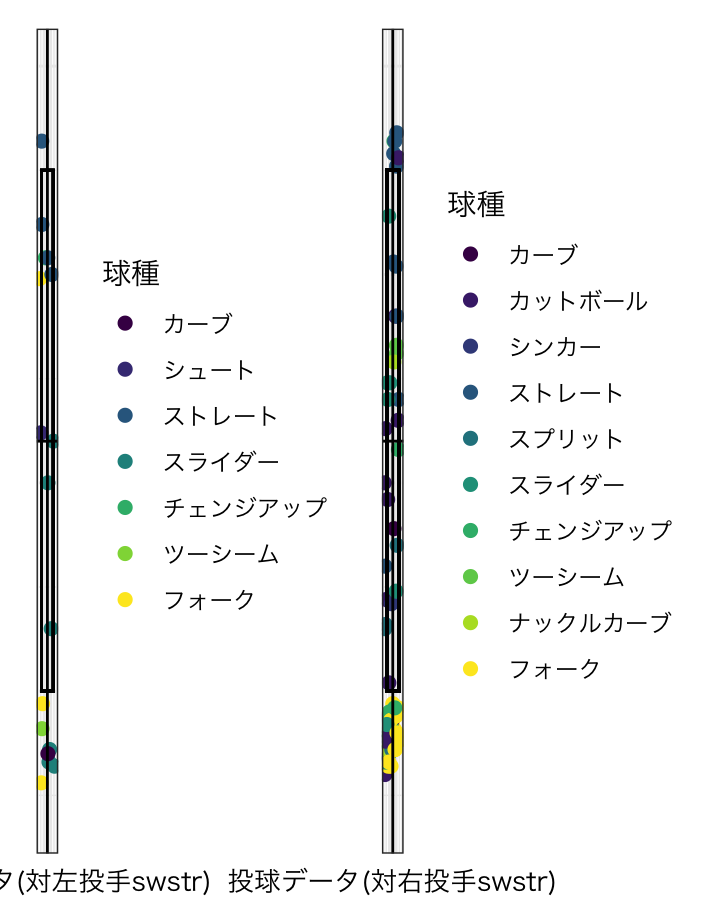 球種
カーブ
シュート
ストレート
スライダー
チェンジアップ
ツーシーム
フォーク
球種
カーブ
カットボール
シンカー
ストレート
スプリット
スライダー
チェンジアップ
ツーシーム
ナックルカーブ
フォーク
タ(対左投手swstr)
投球データ(対右投手swstr)